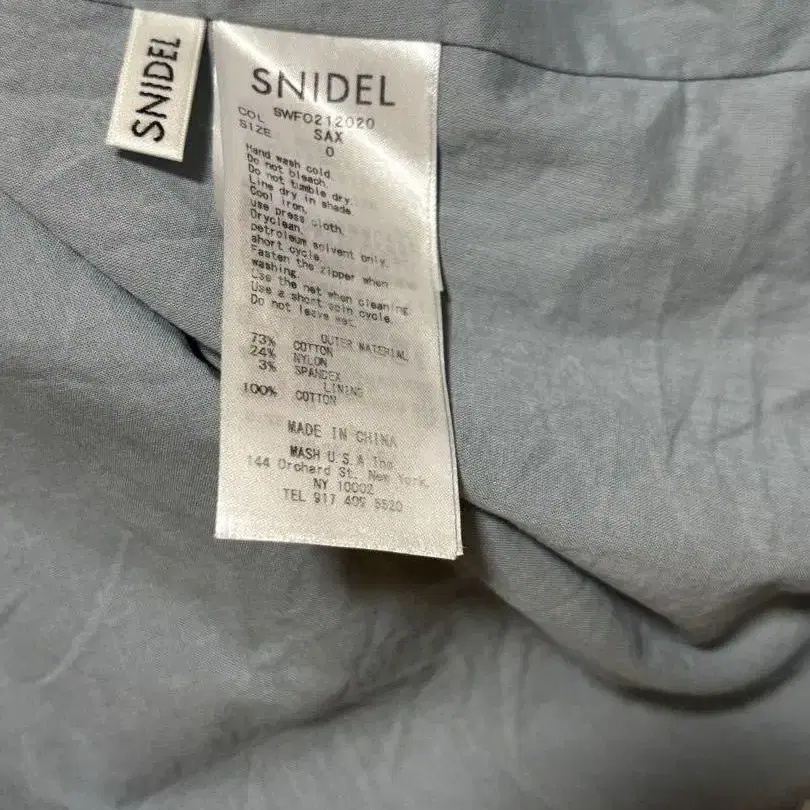 SNIDEL
SNIDEL
SWFO212020
COL SAX
SIZE 0
Hand wash cold.
Do not bleach.
Do not tumble dry.
Line dry in shade.
Cool iron,
use press cloth.
Dryclean,
petroleum solvent only,
short cycle.
Fasten the zipper when
washing.
Use the net when cleaning.
Use a short spin cycle.
Do not leave wet.
OUTER MATERIAL
73% COTTON
24% NYLON
3% SPANDEX
LINING
100% COTTON
MADE IN CHINA
MASH U.S.A Inc.
144 Orchard St. New York,
NY 10002
TEL 917 409 5520